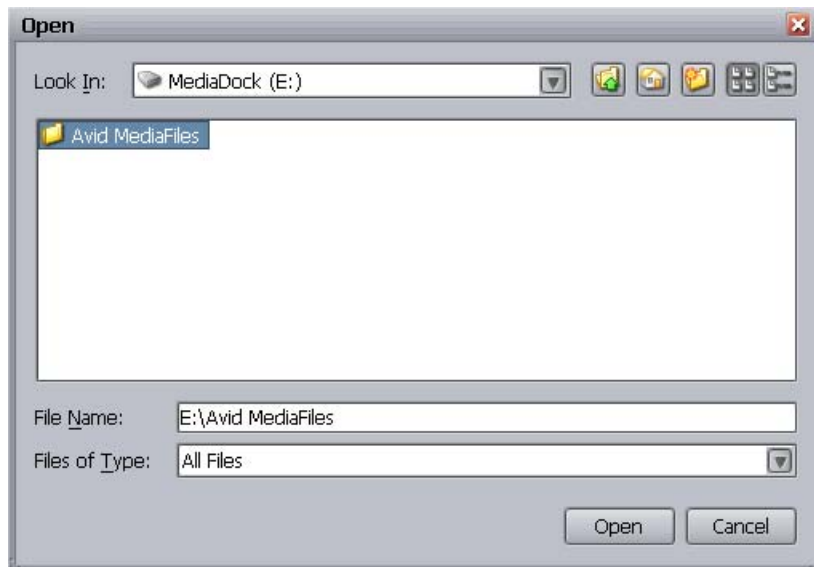 Open
Look In: MediaDock (E:)
Avid MediaFiles
File Name: E:\Avid MediaFiles
Files of Type: All Files
Open Cancel